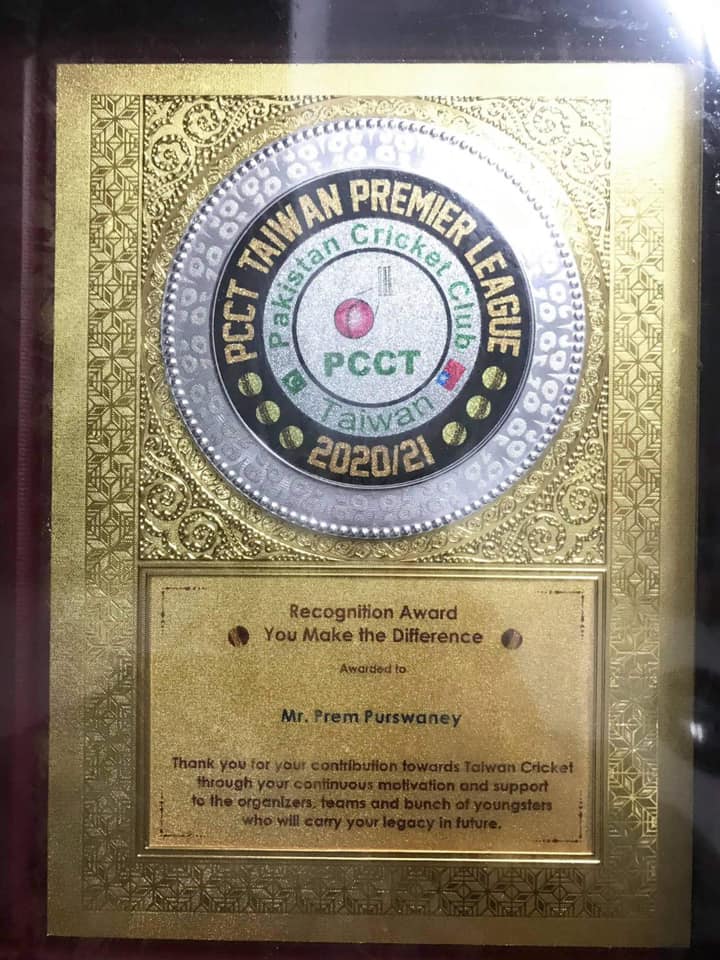 PCCT TAIWAN PREMIER LEAGUE
Pakistan Cricket Club
PCCT
Taiwan
2020/21
Recognition Award
You Make the Difference
Awarded to
Mr. Prem Purswaney
Thank you for your contribution towards Taiwan Cricket
through your continuous motivation and support
to the organizers, teams and bunch of youngsters
who will carry your legacy in future.